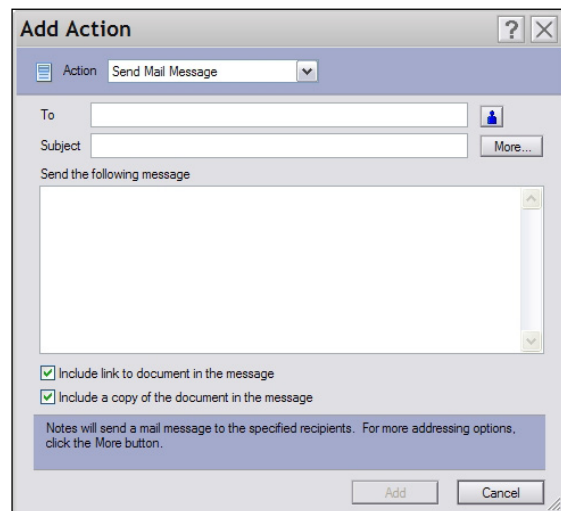 Add Action
Action Send Mail Message
To
Subject More...
Send the following message
Include link to document in the message
Include a copy of the document in the message
Notes will send a mail message to the specified recipients. For more addressing options,
click the More button.
Add Cancel